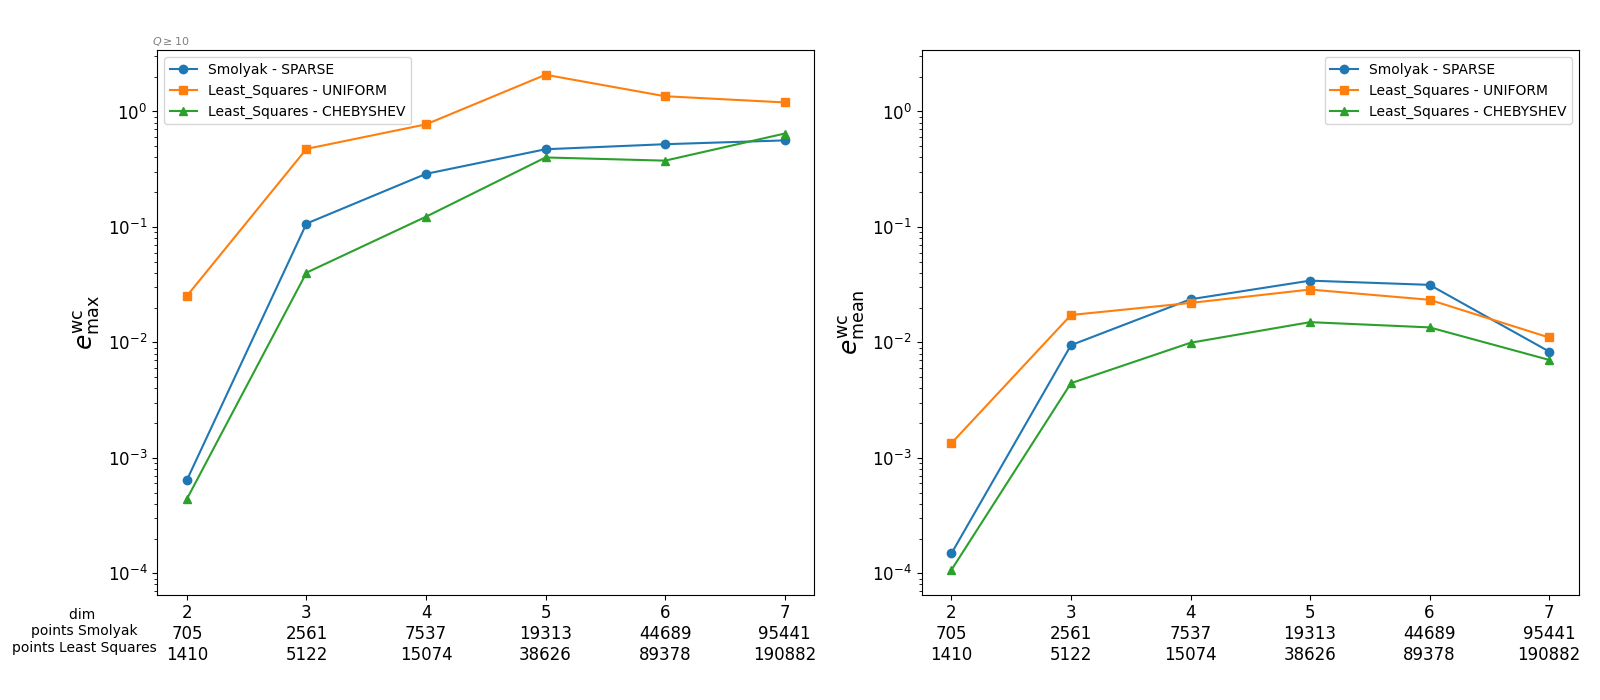 Q ≥ 10
Smolyak - SPARSE
Least_Squares - UNIFORM
Least_Squares - CHEBYSHEV
10^0
10^-1
10^-2
10^-3
10^-4
e^wc_max
dim 2 3 4 5 6 7
points Smolyak 705 2561 7537 19313 44689 95441
points Least Squares 1410 5122 15074 38626 89378 190882
Smolyak - SPARSE
Least_Squares - UNIFORM
Least_Squares - CHEBYSHEV
10^0
10^-1
10^-2
10^-3
10^-4
e^wc_mean
2 3 4 5 6 7
705 2561 7537 19313 44689 95441
1410 5122 15074 38626 89378 190882